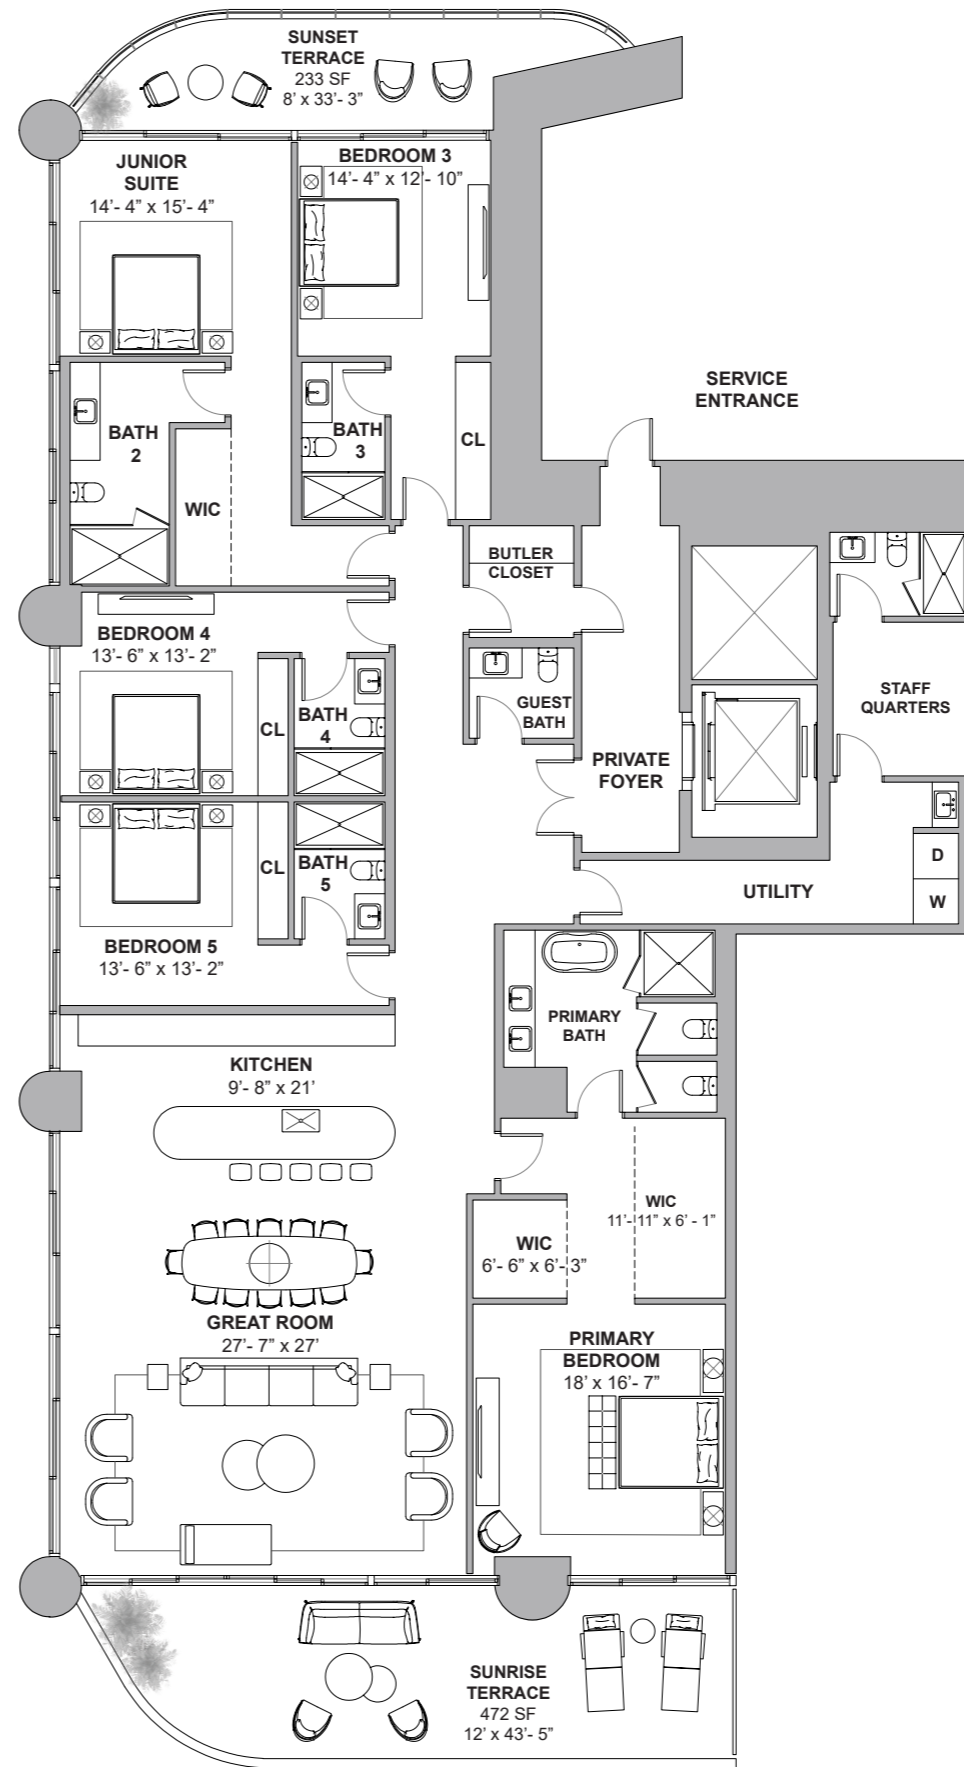 SUNSET
TERRACE
233 SF
8’ x 33’- 3”
JUNIOR
SUITE
14’- 4” x 15’- 4”
BEDROOM 3
14’- 4” x 12’- 10”
SERVICE
ENTRANCE
BATH
2
BATH
3
CL
WIC
BUTLER
CLOSET
BEDROOM 4
13’- 6” x 13’- 2”
CL
BATH
4
GUEST
BATH
STAFF
QUARTERS
PRIVATE
FOYER
CL
BATH
5
D
W
UTILITY
BEDROOM 5
13’- 6” x 13’- 2”
PRIMARY
BATH
KITCHEN
9’- 8” x 21’
WIC
11’- 11” x 6’ - 1”
WIC
6’- 6” x 6’- 3”
GREAT ROOM
27’- 7” x 27’
PRIMARY
BEDROOM
18’ x 16’- 7”
SUNRISE
TERRACE
472 SF
12’ x 43’- 5”